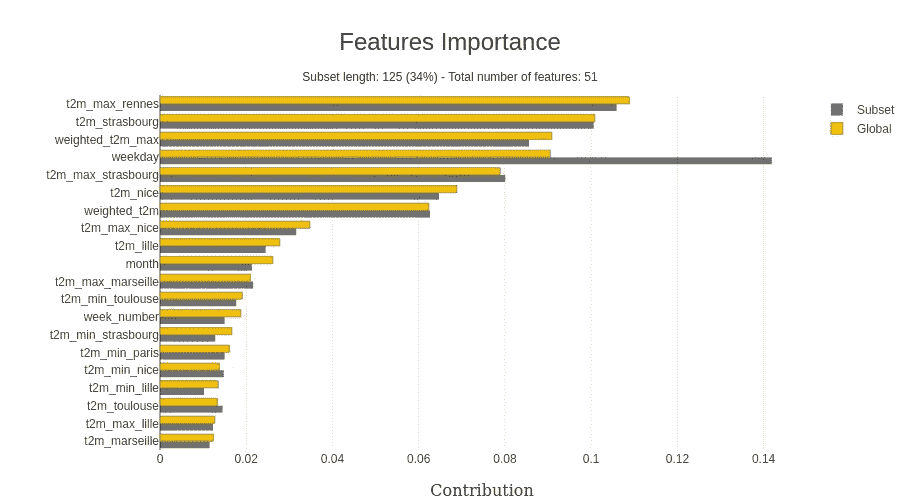 Features Importance
Subset length: 125 (34%) - Total number of features: 51
t2m_max_rennes
t2m_strasbourg
weighted_t2m_max
weekday
t2m_max_strasbourg
t2m_nice
weighted_t2m
t2m_max_nice
t2m_lille
month
t2m_max_marseille
t2m_min_toulouse
week_number
t2m_min_strasbourg
t2m_min_paris
t2m_min_nice
t2m_min_lille
t2m_toulouse
t2m_max_lille
t2m_marseille
0 0.02 0.04 0.06 0.08 0.1 0.12 0.14
Contribution
Subset
Global